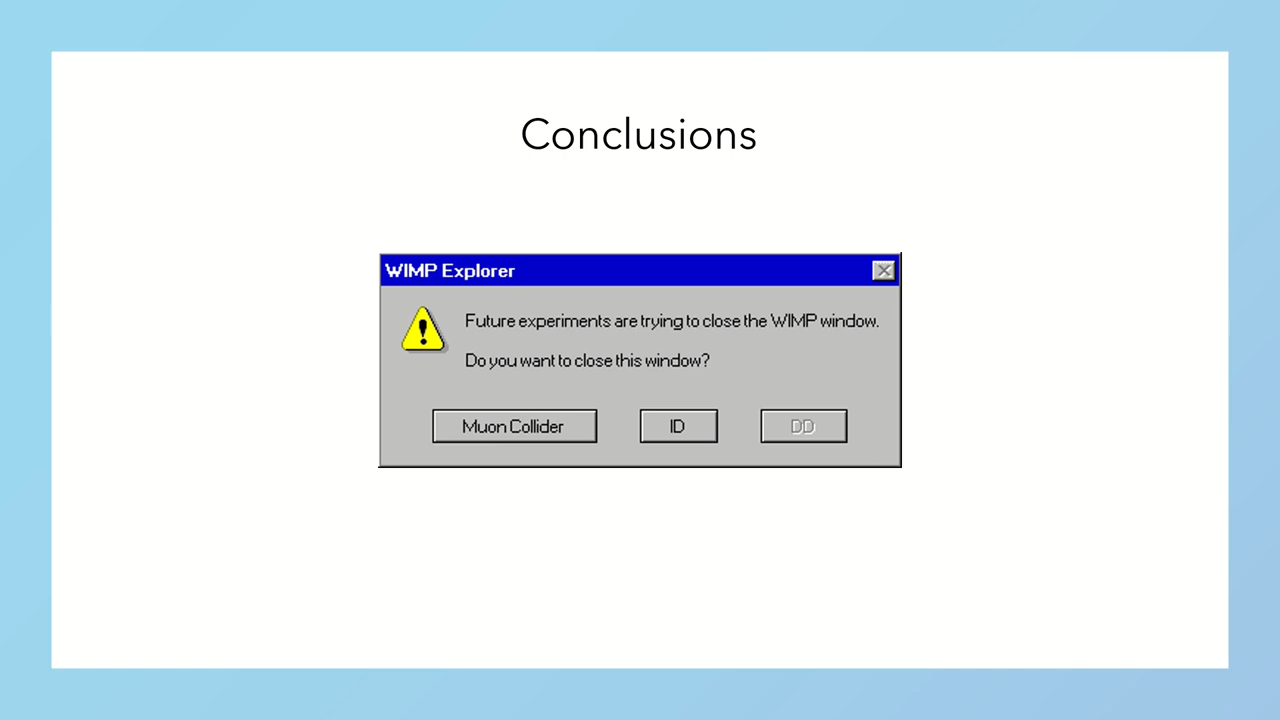 Conclusions
WIMP Explorer
Future experiments are trying to close the WIMP window.
Do you want to close this window?
Muon Collider ID DD